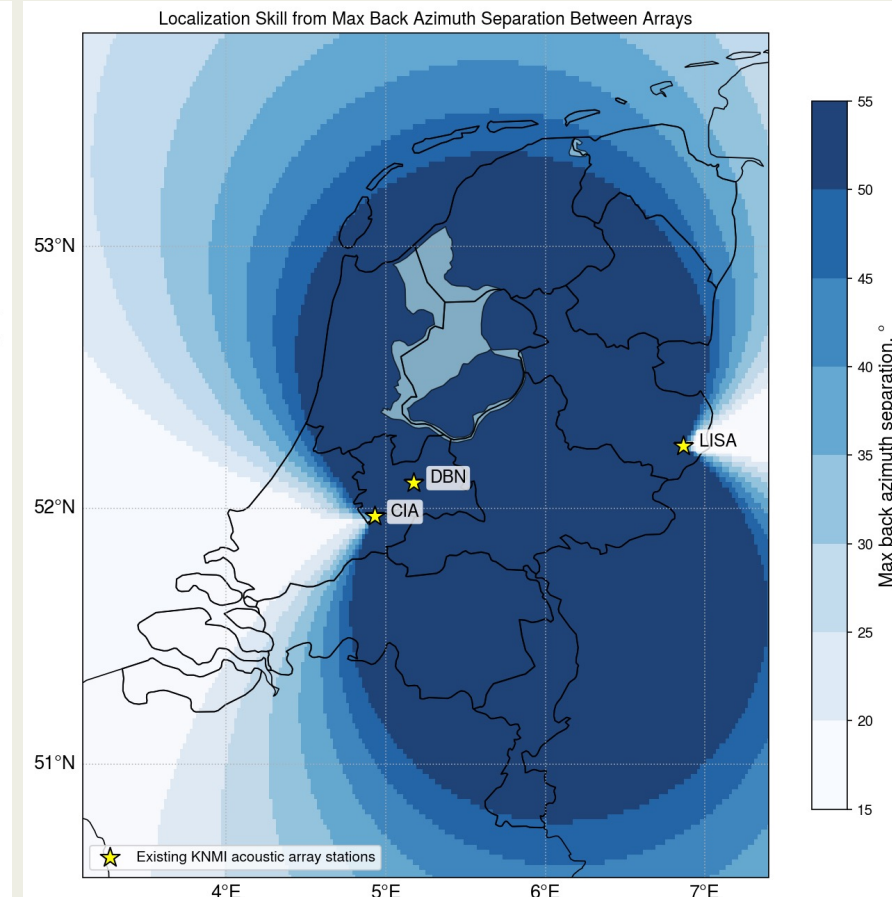 Localization Skill from Max Back Azimuth Separation Between Arrays
53°N
52°N
51°N
4°E
5°E
6°E
7°E
LISA
DBN
CIA
Existing KNMI acoustic array stations
55
50
45
40
35
30
25
20
15
Max back azimuth separation, °